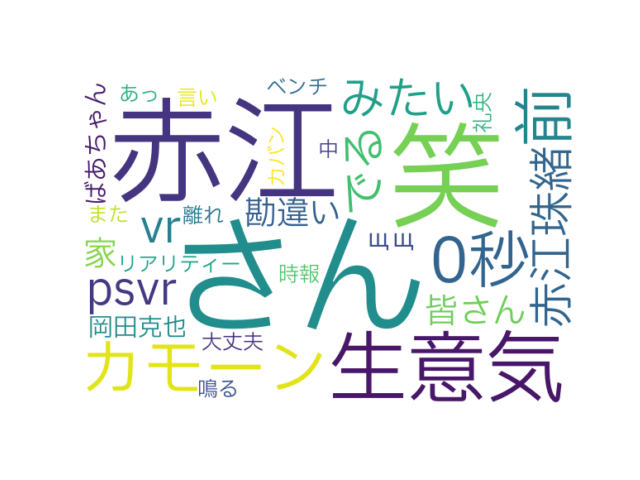 ばあちゃん
あっ
言い
ベンチ
みたい
礼央
前
赤江
カバン
中
でる
笑
赤江珠緒
また
離れ
勘違い
vr
さん
0秒
家
リアリティー
psvr
時報
皆さん
岡田克也
大丈夫
カモーン
生意気
鳴る